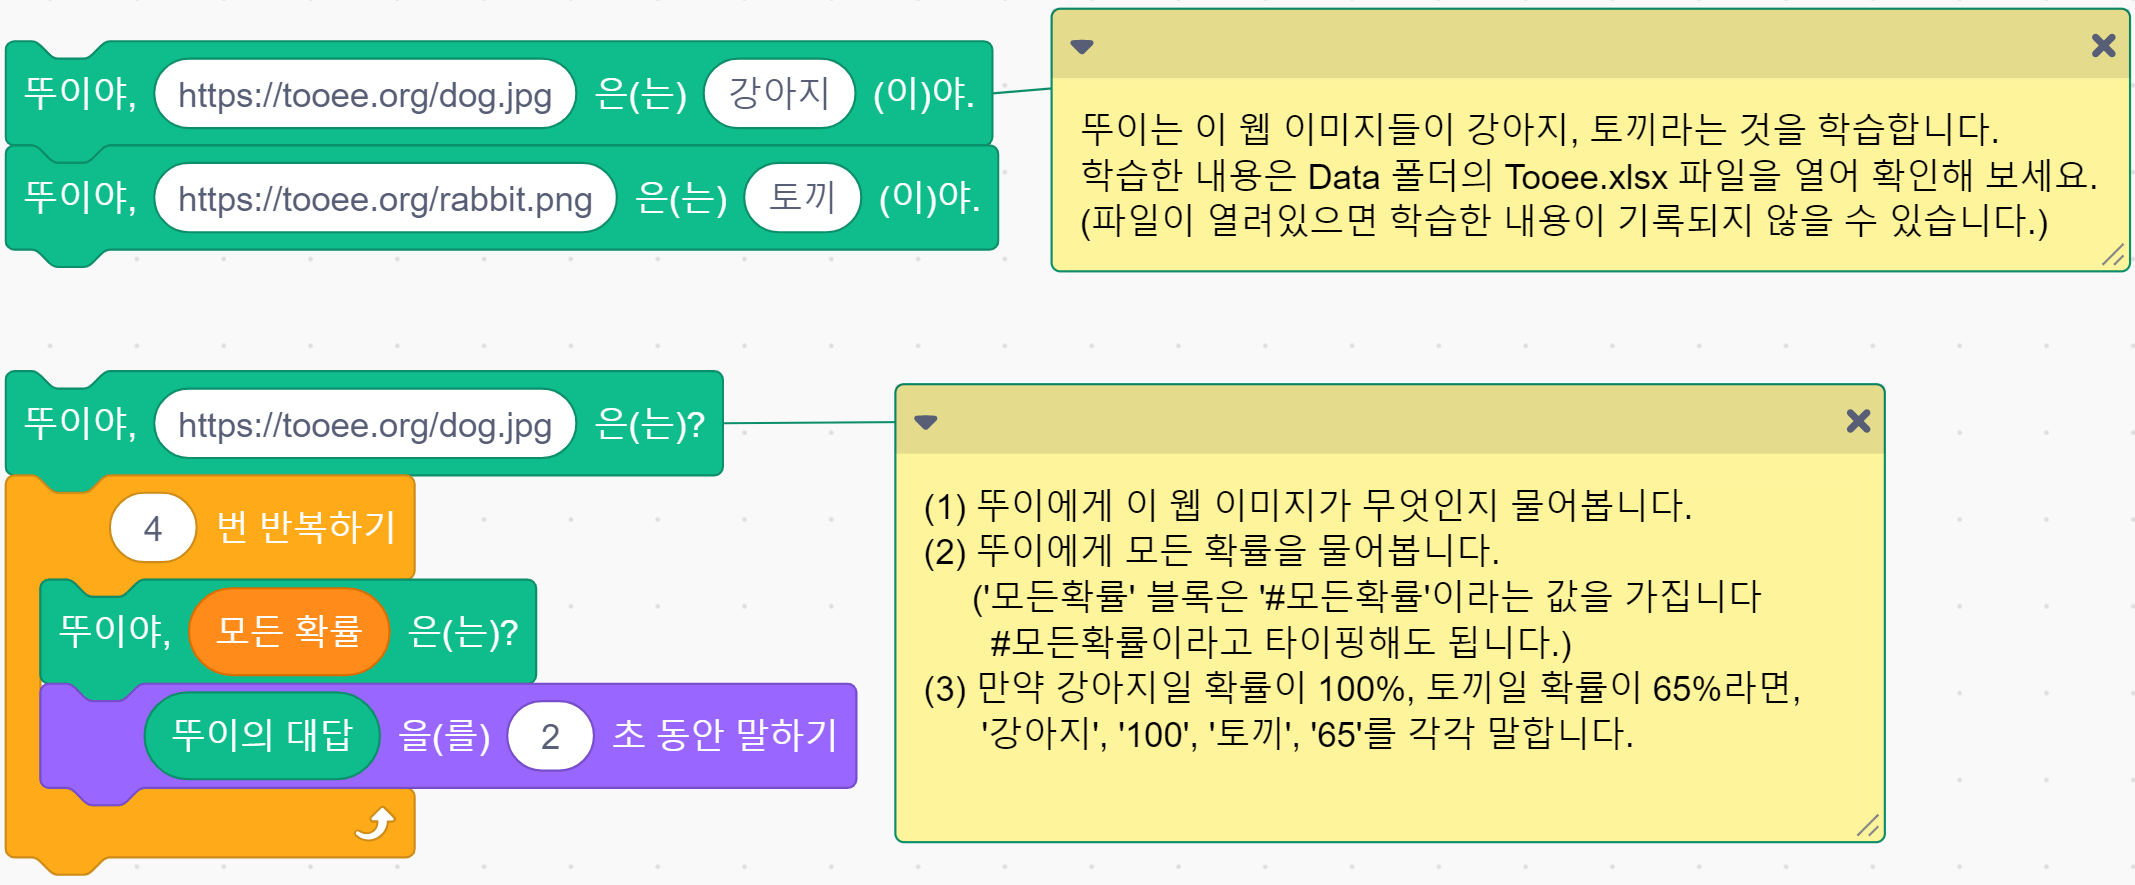 뚜이야, https://tooee.org/dog.jpg 은(는) 강아지 (이)야.
뚜이야, https://tooee.org/rabbit.png 은(는) 토끼 (이)야.
뚜이는 이 웹 이미지들이 강아지, 토끼라는 것을 학습합니다.
학습한 내용은 Data 폴더의 Tooee.xlsx 파일을 열어 확인해 보세요.
(파일이 열려있으면 학습한 내용이 기록되지 않을 수 있습니다.)
뚜이야, https://tooee.org/dog.jpg 은(는)?
4 번 반복하기
뚜이야, 모든 확률 은(는)?
뚜이의 대답 을(를) 2 초 동안 말하기
(1) 뚜이에게 이 웹 이미지가 무엇인지 물어봅니다.
(2) 뚜이에게 모든 확률을 물어봅니다.
('모든확률' 블록은 '#모든확률'이라는 값을 가집니다
#모든확률이라고 타이핑해도 됩니다.)
(3) 만약 강아지일 확률이 100%, 토끼일 확률이 65%라면,
'강아지', '100', '토끼', '65'를 각각 말합니다.